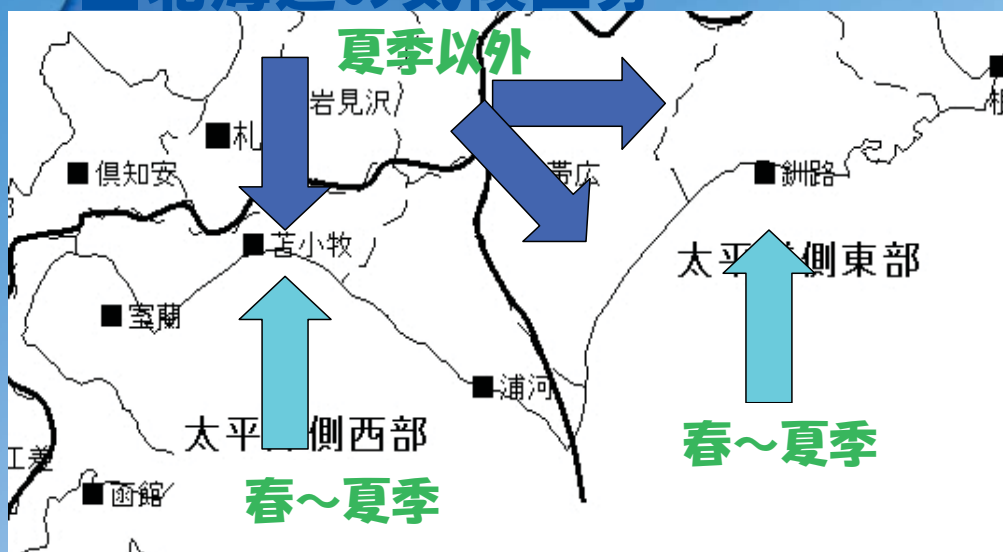 夏季以外
岩見沢
札
倶知安
帯広
釧路
苫小牧
太平 側東部
室蘭
浦河
太平 側西部
春～夏季
江差
春～夏季
函館